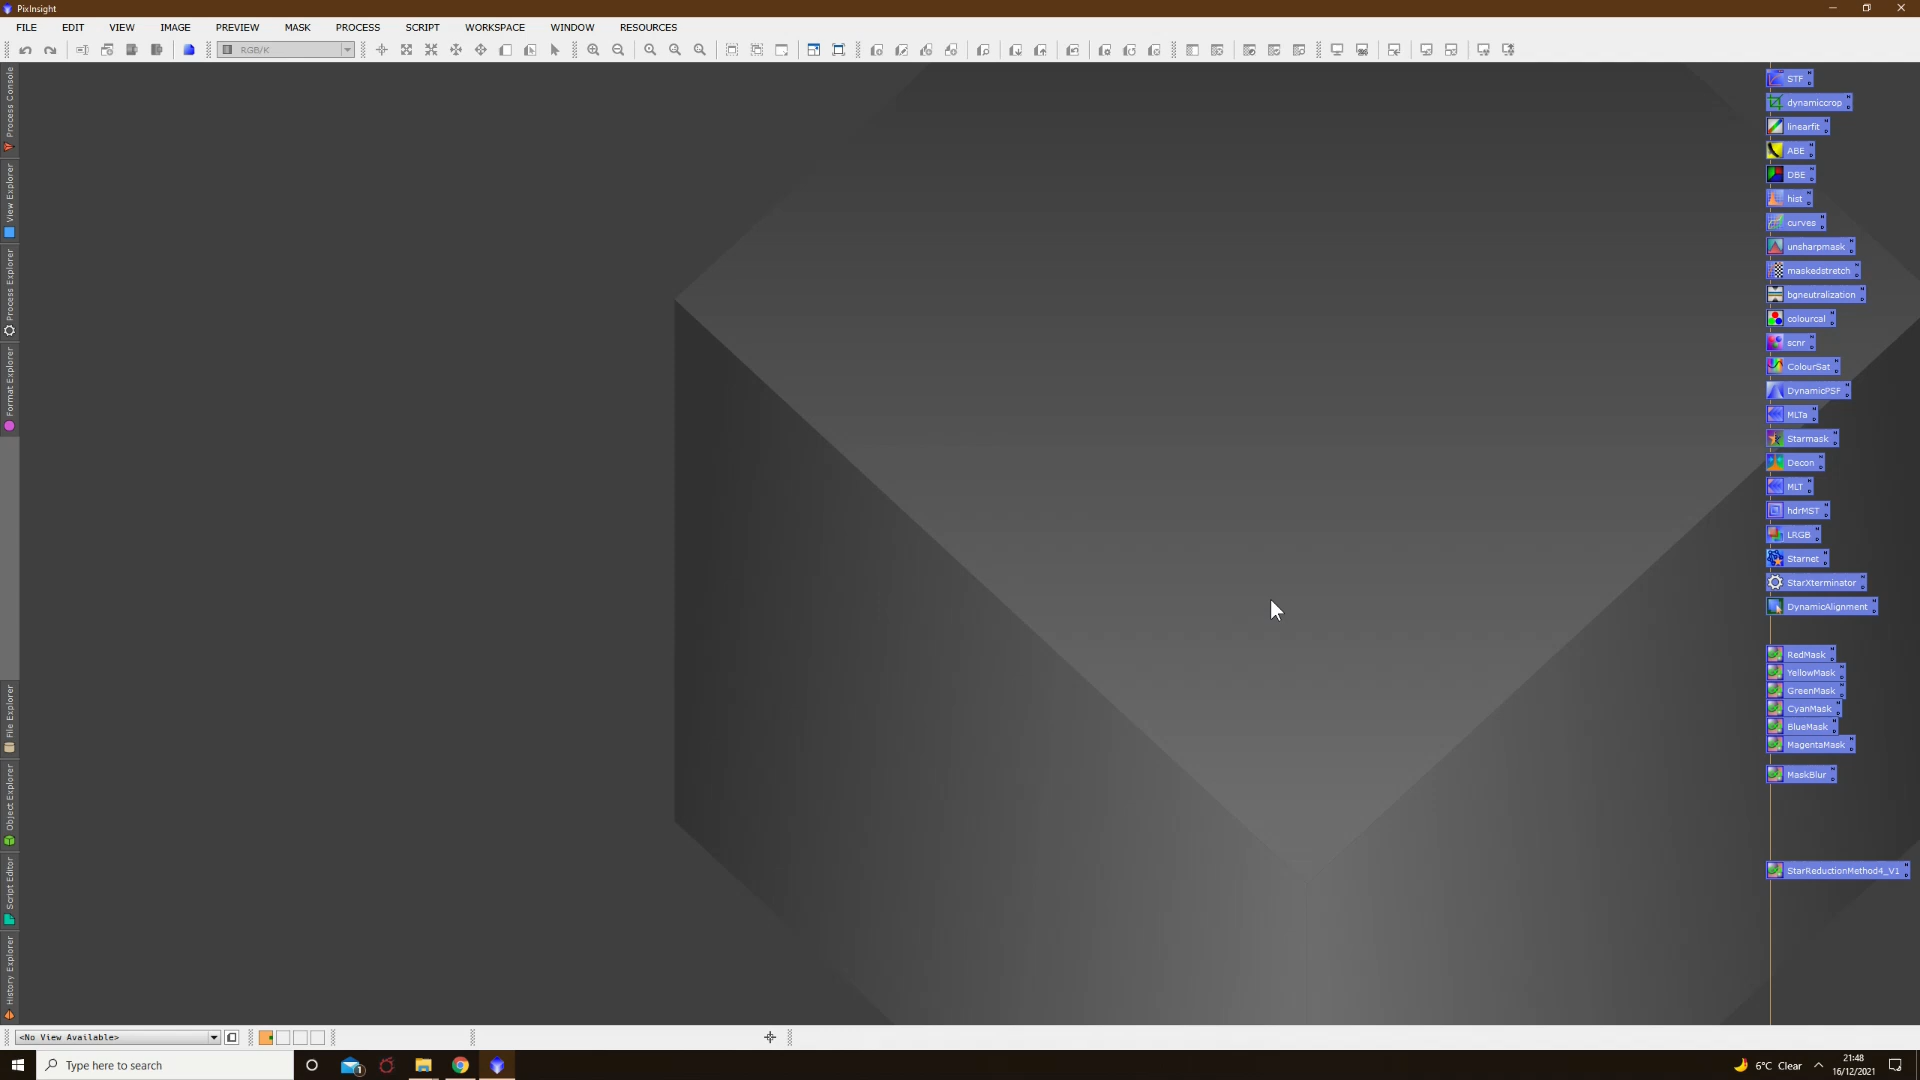 PixInsight
FILE EDIT VIEW IMAGE PREVIEW MASK PROCESS SCRIPT WORKSPACE WINDOW RESOURCES
RGB/K
Process Console
View Explorer
Process Explorer
Format Explorer
File Explorer
Object Explorer
Script Editor
History Explorer
STF
dynamiccrop
linearfit
ABE
DBE
hist
curves
unsharpmask
maskedstretch
bgneutralization
colourcal
scnr
ColourSat
DynamicPSF
MLTa
Starmask
Decon
MLT
hdrMST
LRGB
Starnet
StarXterminator
DynamicAlignment
RedMask
YellowMask
GreenMask
CyanMask
BlueMask
MagentaMask
MaskBlur
StarReductionMethod4_V1
<No View Available>
Type here to search
1
6°C Clear
21:48
16/12/2021